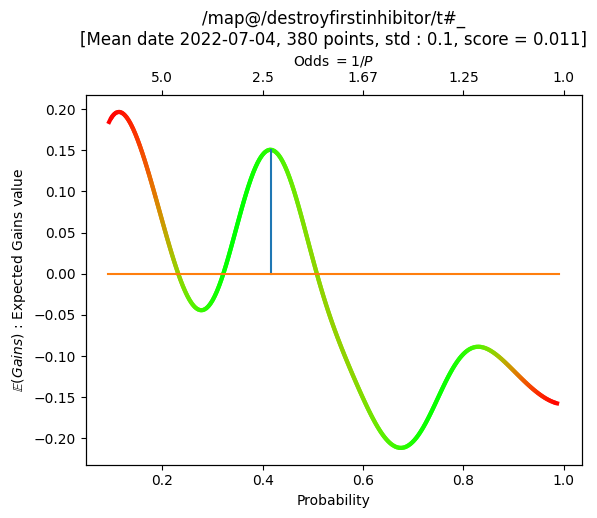 /map@/destroyfirstinhibitor/t#_
[Mean date 2022-07-04, 380 points, std : 0.1, score = 0.011]
Odds = 1/P
5.0 2.5 1.67 1.25 1.0
0.20
0.15
0.10
0.05
0.00
−0.05
−0.10
−0.15
−0.20
𝔼(Gains) : Expected Gains value
0.2 0.4 0.6 0.8 1.0
Probability